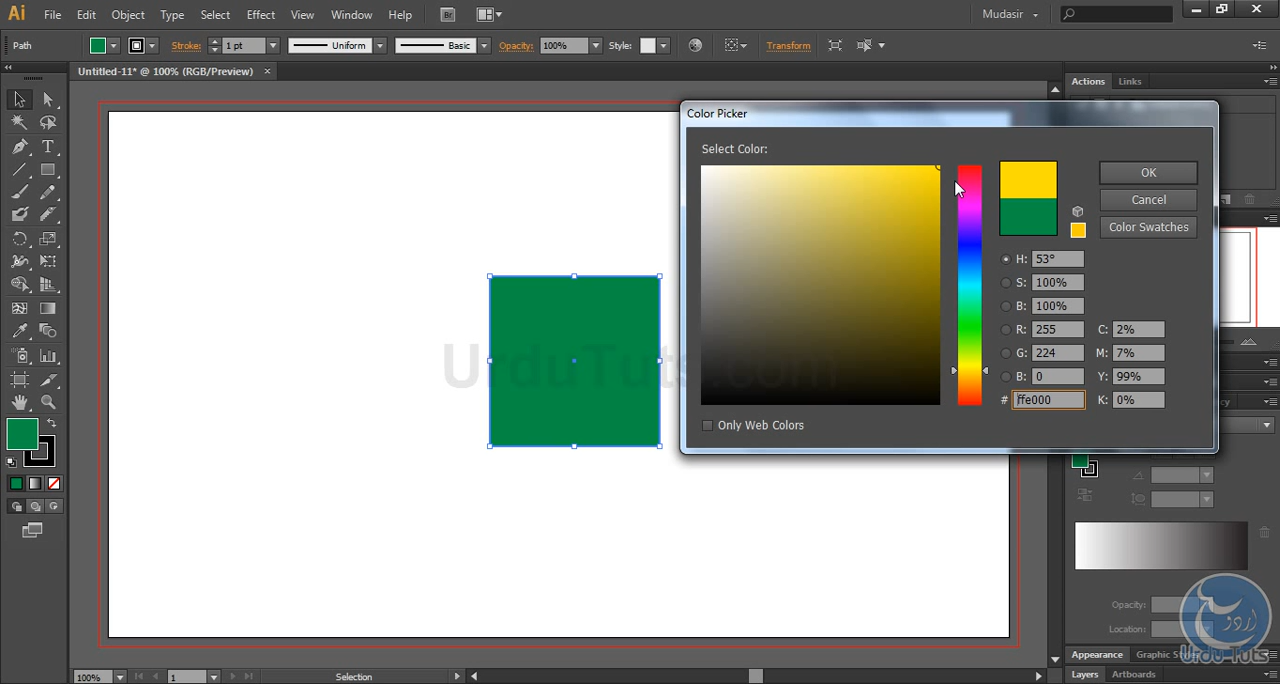 Ai File Edit Object Type Select Effect View Window Help Br Mudasir
Path Stroke: 1 pt Uniform Basic Opacity: 100% Style: Transform
Untitled-11* @ 100% (RGB/Preview) ×
Actions Links
Color Picker
Select Color:
OK
Cancel
Color Swatches
H: 53°
S: 100%
B: 100%
R: 255 C: 2%
G: 224 M: 7%
B: 0 Y: 99%
# ffe000 K: 0%
Only Web Colors
UrduTuts.com
T
Opacity:
Location:
اردو
Urdu Tuts
Appearance Graphic Styles
Layers Artboards
100% 1 Selection